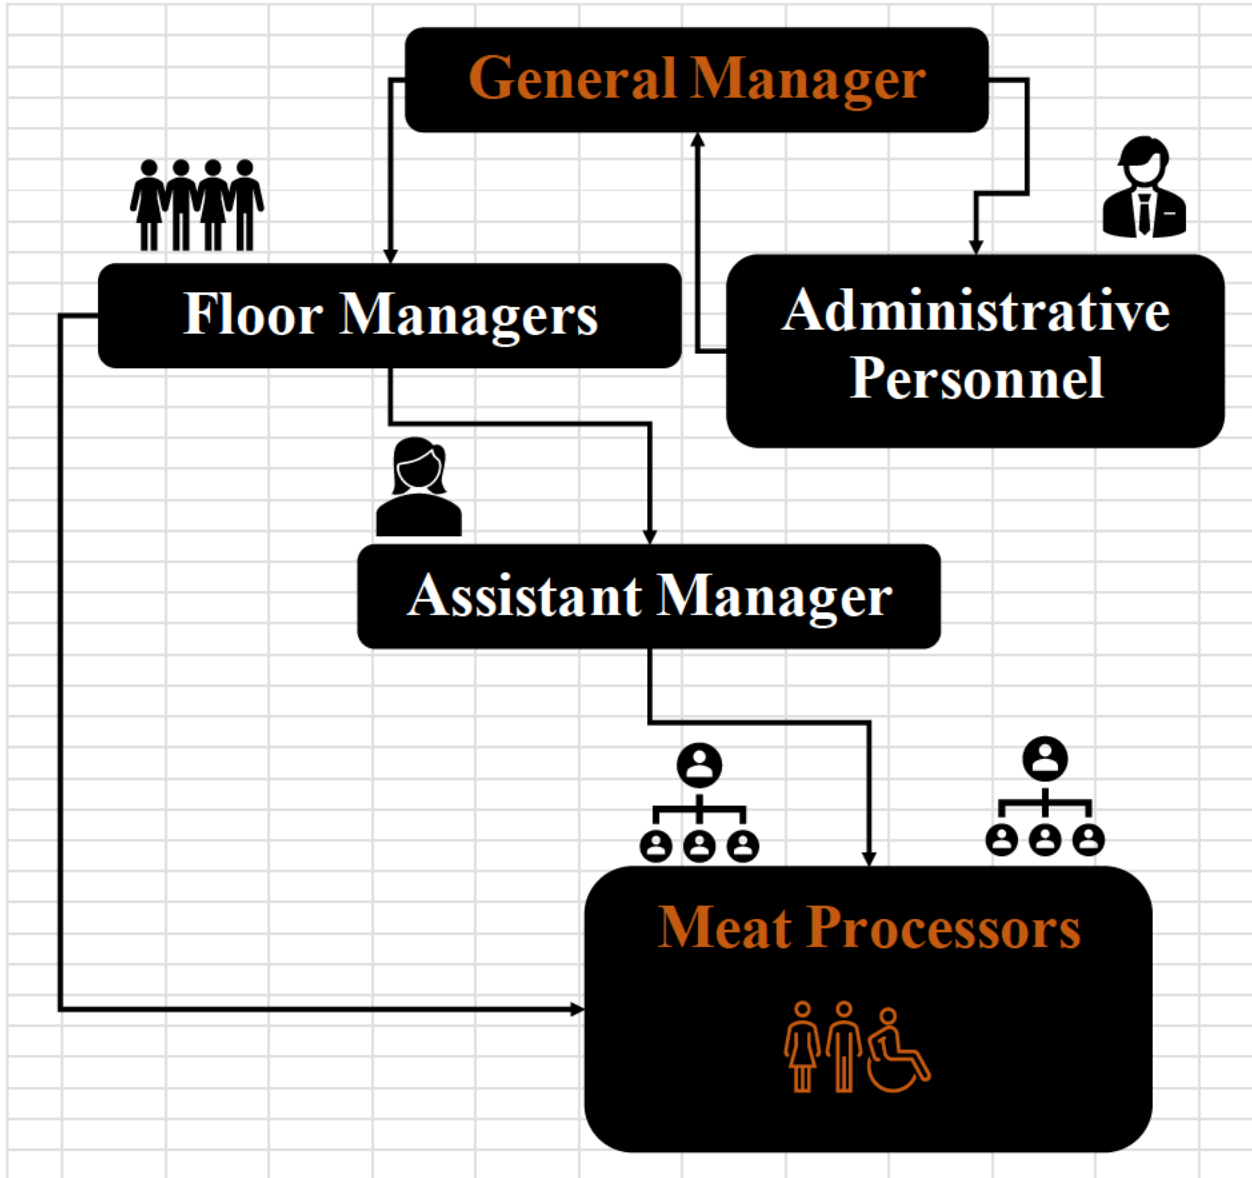 General Manager
Floor Managers
Administrative
Personnel
Assistant Manager
Meat Processors